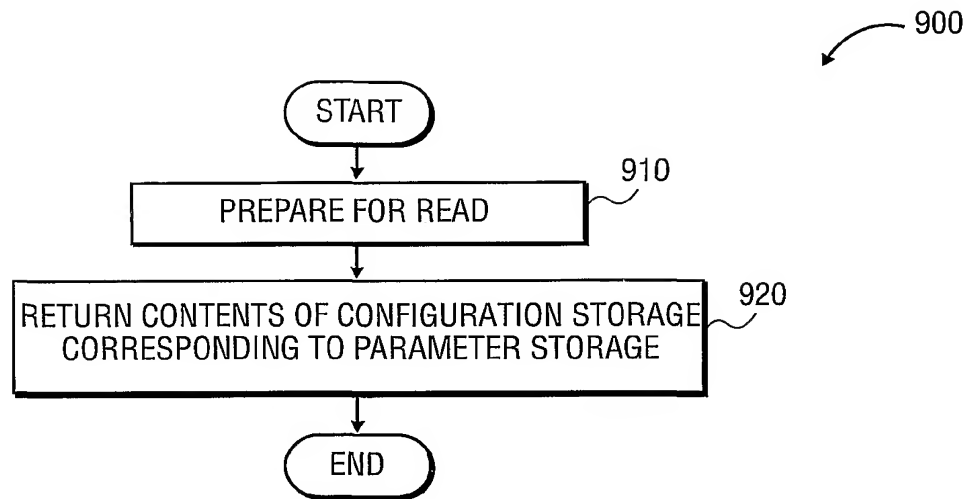 900
START
910
PREPARE FOR READ
920
RETURN CONTENTS OF CONFIGURATION STORAGE
CORRESPONDING TO PARAMETER STORAGE
END